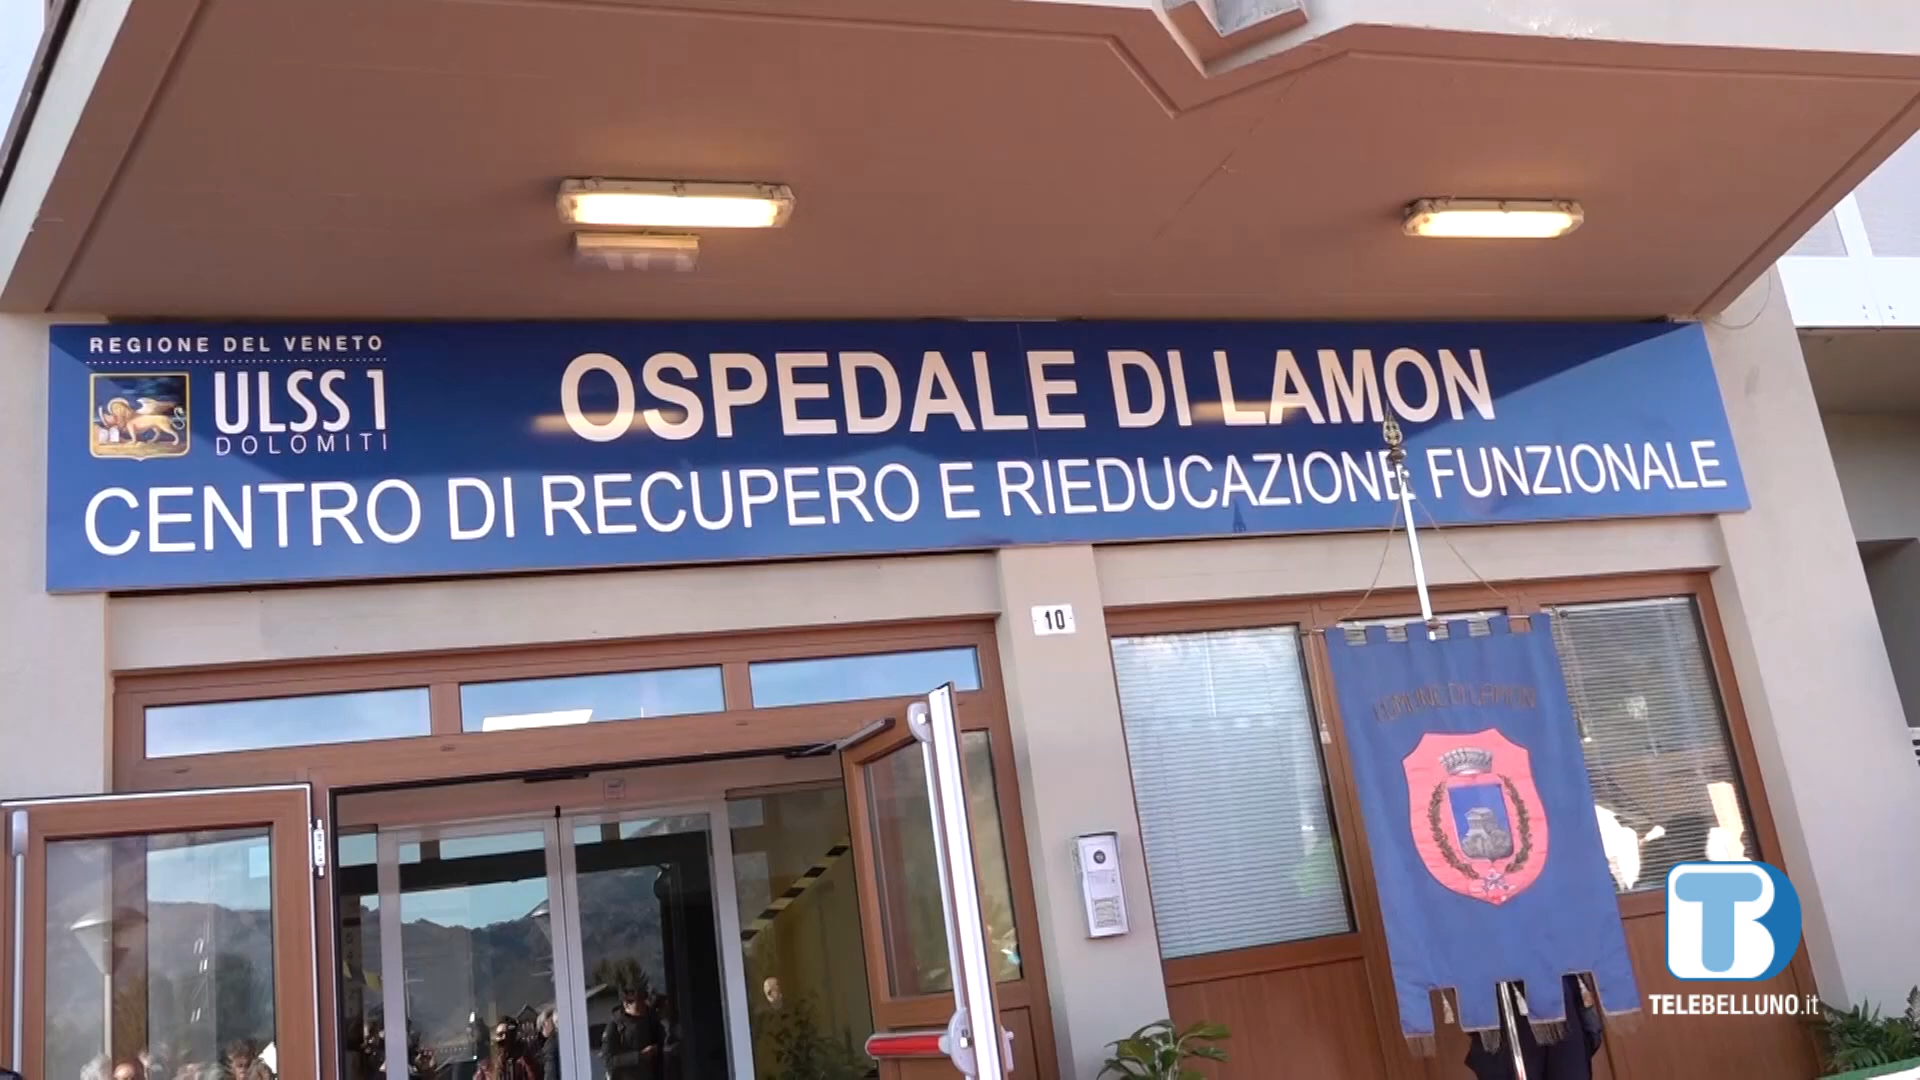 REGIONE DEL VENETO
ULSS 1
DOLOMITI
OSPEDALE DI LAMON
CENTRO DI RECUPERO E RIEDUCAZIONE FUNZIONALE
10
COMUNE DI LAMON
TB
TELEBELLUNO.it